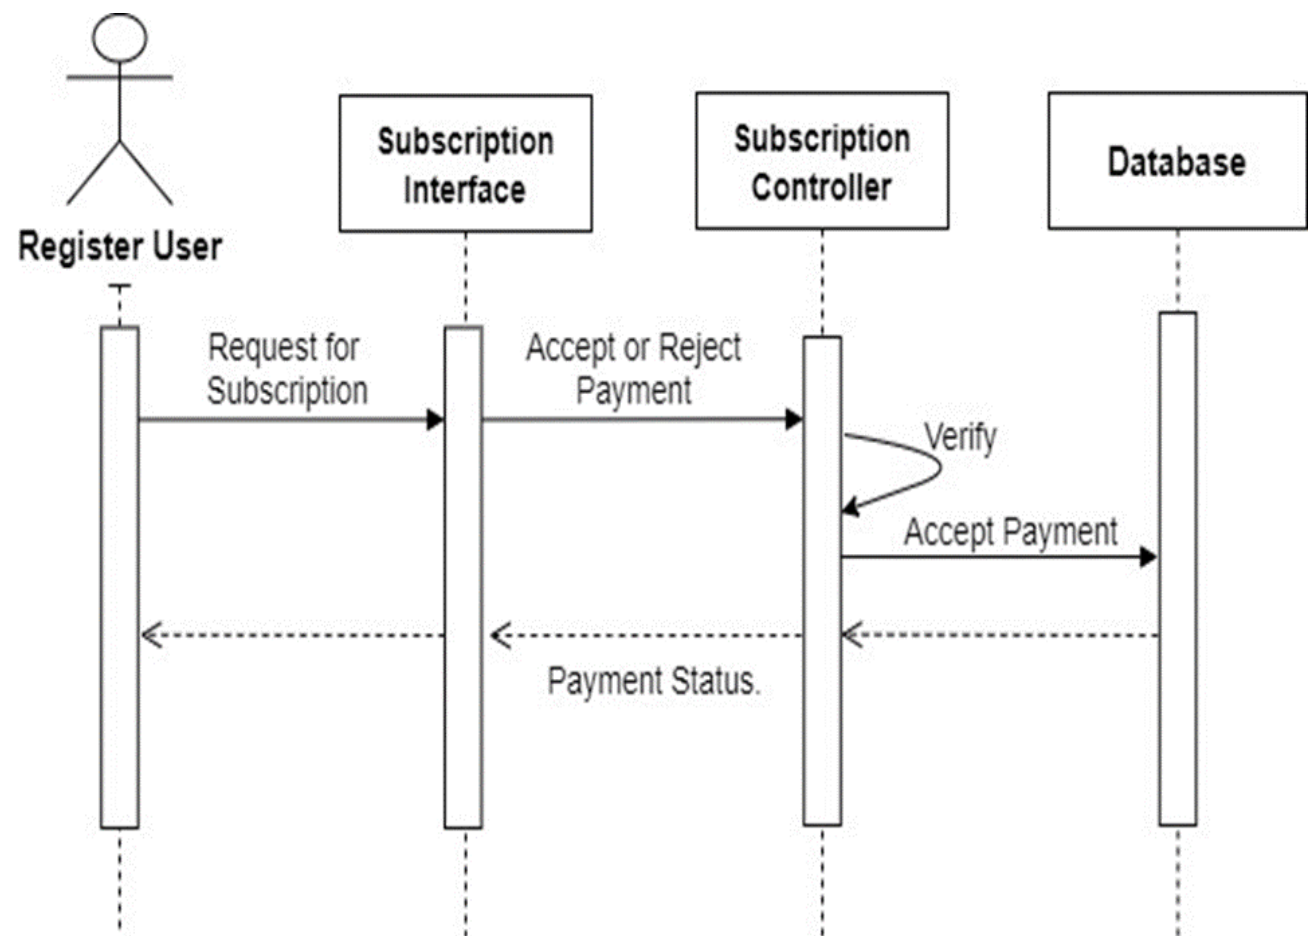 Subscription
Interface
Subscription
Controller
Database
Register User
Request for
Subscription
Accept or Reject
Payment
Verify
Accept Payment
Payment Status.